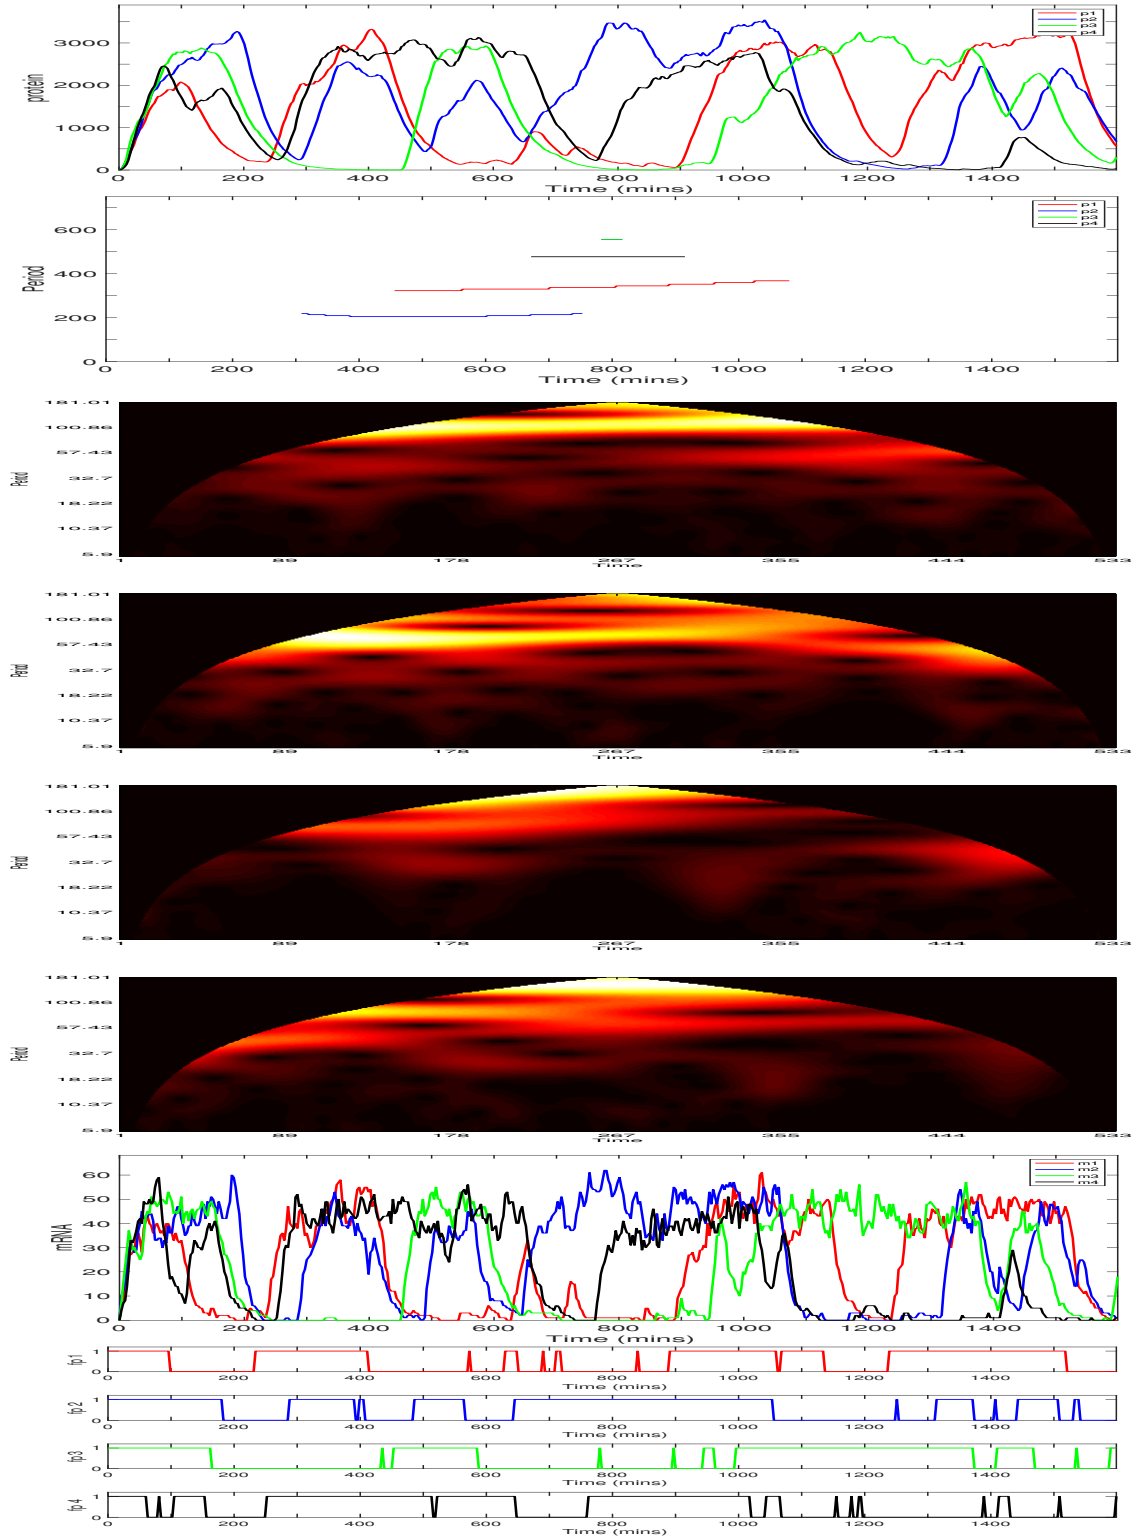 p1
p2
p3
p4
protein
3000
2000
1000
0
0 200 400 600 800 1000 1200 1400
Time (mins)
p1
p2
p3
p4
Period
600
400
200
0
0 200 400 600 800 1000 1200 1400
Time (mins)
181.01
100.86
57.43
32.7
18.22
10.37
5.9
Period
1 89 178 267 355 444 533
Time
181.01
100.86
57.43
32.7
18.22
10.37
5.9
Period
1 89 178 267 355 444 533
Time
181.01
100.86
57.43
32.7
18.22
10.37
5.9
Period
1 89 178 267 355 444 533
Time
181.01
100.86
57.43
32.7
18.22
10.37
5.9
Period
1 89 178 267 355 444 533
Time
m1
m2
m3
m4
mRNA
60
50
40
30
20
10
0
0 200 400 600 800 1000 1200 1400
Time (mins)
fp1
1
0
0 200 400 600 800 1000 1200 1400
Time (mins)
fp2
1
0
0 200 400 600 800 1000 1200 1400
Time (mins)
fp3
1
0
0 200 400 600 800 1000 1200 1400
Time (mins)
fp4
1
0
0 200 400 600 800 1000 1200 1400
Time (mins)